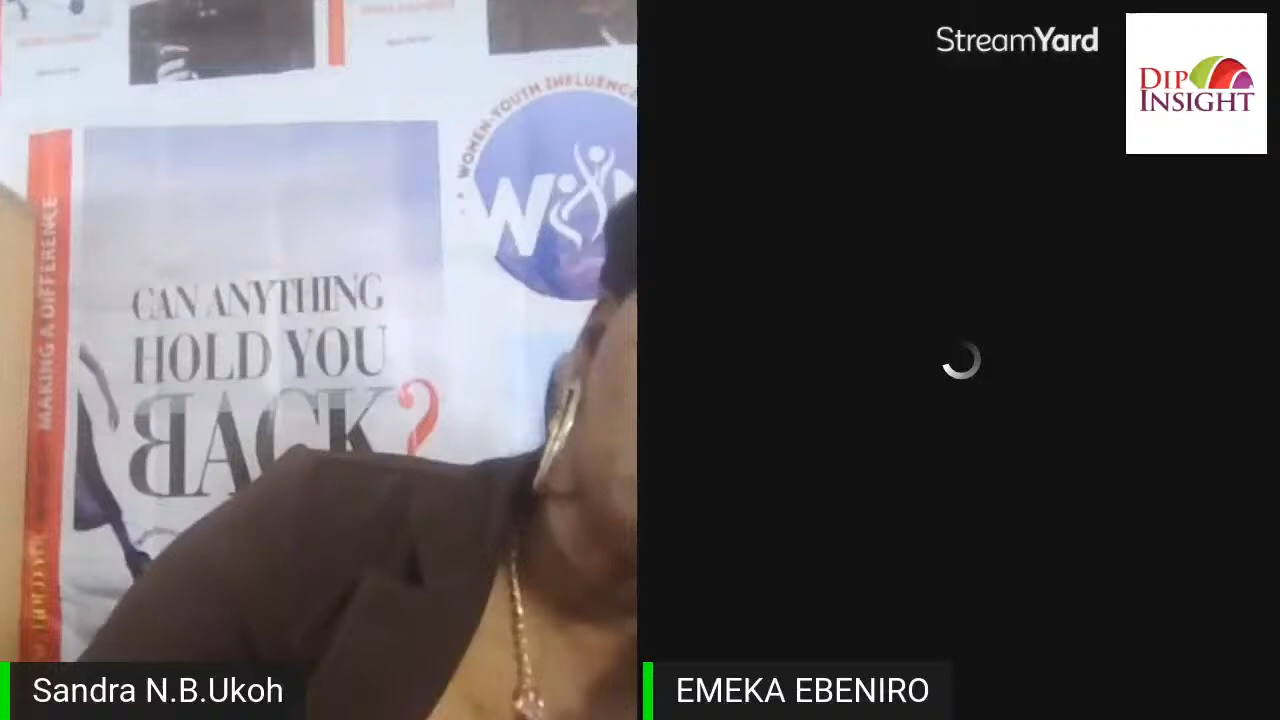 WOMEN-YOUTH INFLUENCE
MAKING A DIFFERENCE
CAN ANYTHING
HOLD YOU
BACK?
StreamYard
DIP
INSIGHT
Sandra N.B.Ukoh
EMEKA EBENIRO